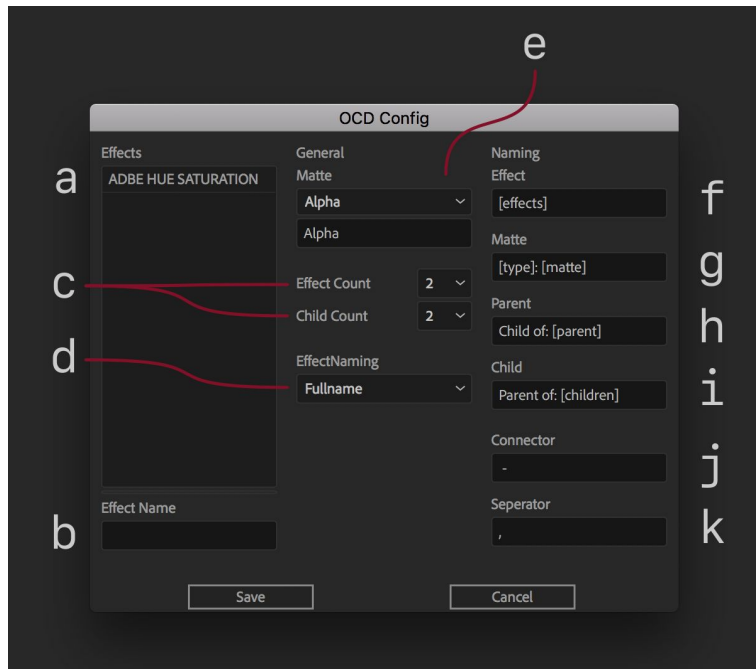 e
OCD Config
a
Effects
ADBE HUE SATURATION
b
Effect Name
c
d
General
Matte
Alpha
Alpha
Effect Count 2
Child Count 2
EffectNaming
Fullname
Naming
Effect
[effects]
f
Matte
[type]: [matte]
g
Parent
Child of: [parent]
h
Child
Parent of: [children]
i
Connector
-
j
Seperator
,
k
Save
Cancel